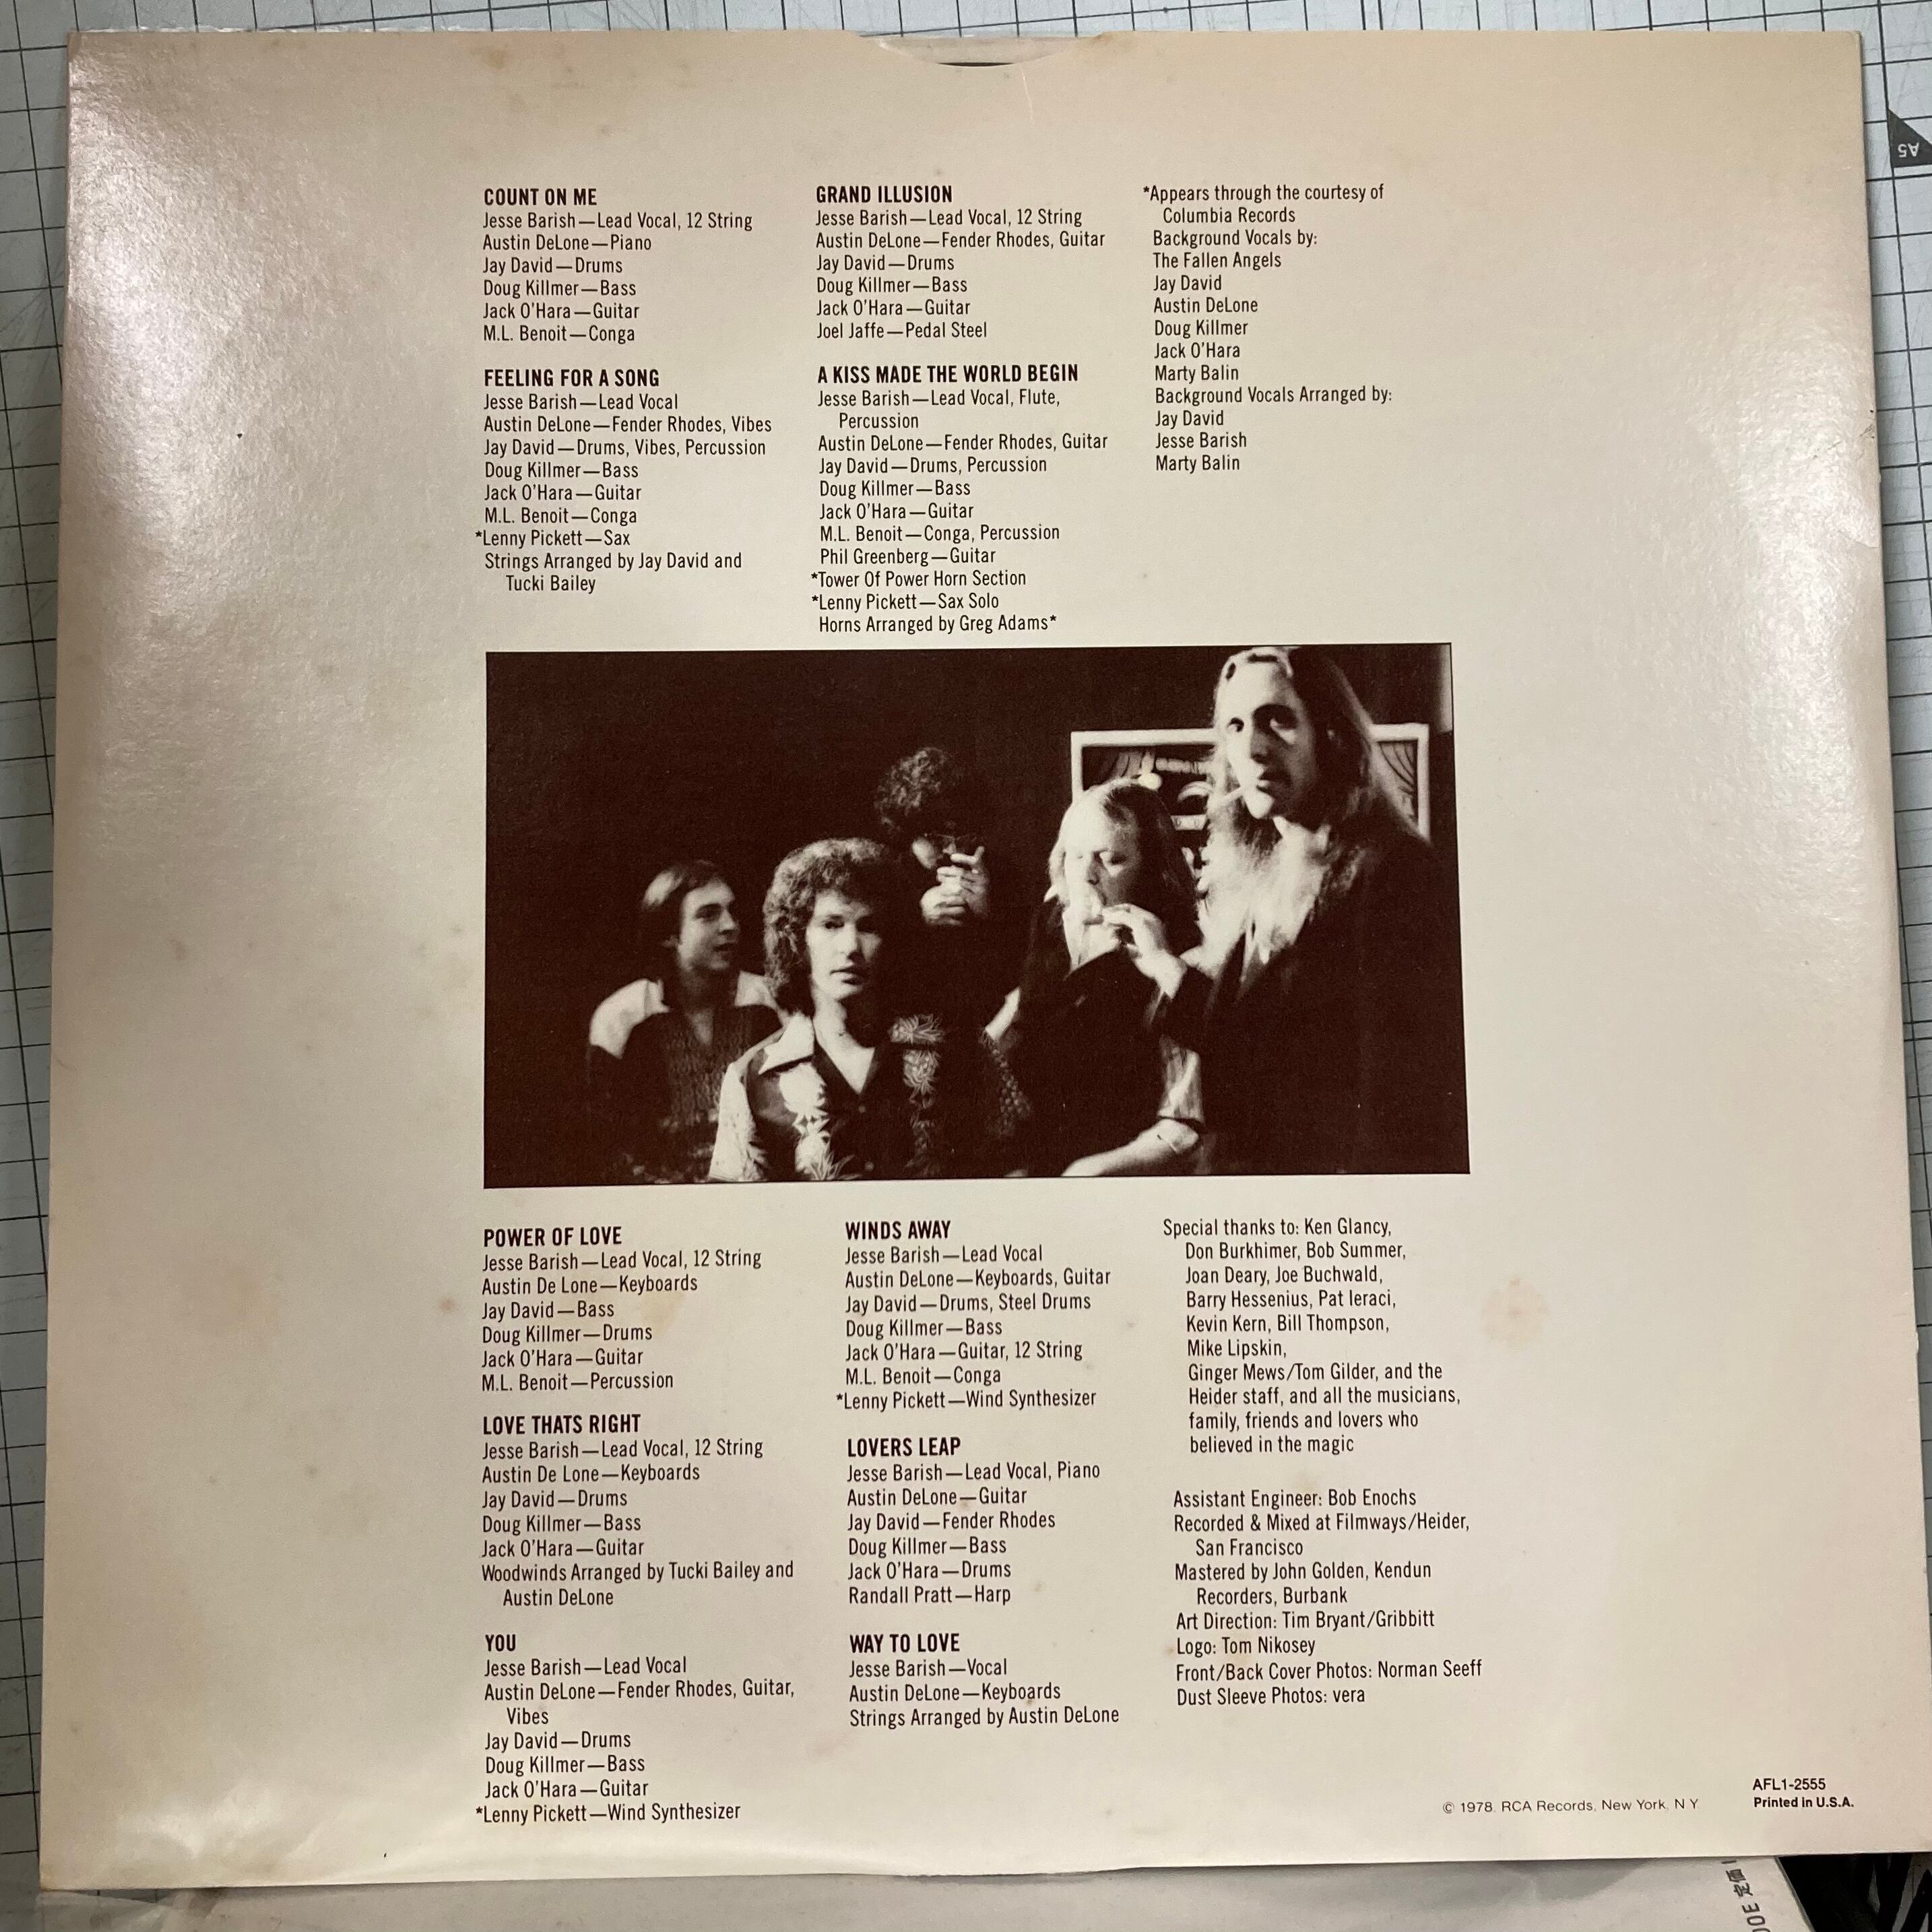 COUNT ON ME
Jesse Barish—Lead Vocal, 12 String
Austin DeLone—Piano
Jay David—Drums
Doug Killmer—Bass
Jack O'Hara—Guitar
M.L. Benoit—Conga
FEELING FOR A SONG
Jesse Barish—Lead Vocal
Austin DeLone—Fender Rhodes, Vibes
Jay David—Drums, Vibes, Percussion
Doug Killmer—Bass
Jack O'Hara—Guitar
M.L. Benoit—Conga
*Lenny Pickett—Sax
Strings Arranged by Jay David and
Tucki Bailey
GRAND ILLUSION
Jesse Barish—Lead Vocal, 12 String
Austin DeLone—Fender Rhodes, Guitar
Jay David—Drums
Doug Killmer—Bass
Jack O'Hara—Guitar
Joel Jaffe—Pedal Steel
A KISS MADE THE WORLD BEGIN
Jesse Barish—Lead Vocal, Flute,
Percussion
Austin DeLone—Fender Rhodes, Guitar
Jay David—Drums, Percussion
Doug Killmer—Bass
Jack O'Hara—Guitar
M.L. Benoit—Conga, Percussion
Phil Greenberg—Guitar
*Tower Of Power Horn Section
*Lenny Pickett—Sax Solo
Horns Arranged by Greg Adams*
*Appears through the courtesy of
Columbia Records
Background Vocals by:
The Fallen Angels
Jay David
Austin DeLone
Doug Killmer
Jack O'Hara
Marty Balin
Background Vocals Arranged by:
Jay David
Jesse Barish
Marty Balin
POWER OF LOVE
Jesse Barish—Lead Vocal, 12 String
Austin De Lone—Keyboards
Jay David—Bass
Doug Killmer—Drums
Jack O'Hara—Guitar
M.L. Benoit—Percussion
LOVE THATS RIGHT
Jesse Barish—Lead Vocal, 12 String
Austin De Lone—Keyboards
Jay David—Drums
Doug Killmer—Bass
Jack O'Hara—Guitar
Woodwinds Arranged by Tucki Bailey and
Austin DeLone
YOU
Jesse Barish—Lead Vocal
Austin DeLone—Fender Rhodes, Guitar,
Vibes
Jay David—Drums
Doug Killmer—Bass
Jack O'Hara—Guitar
*Lenny Pickett—Wind Synthesizer
WINDS AWAY
Jesse Barish—Lead Vocal
Austin DeLone—Keyboards, Guitar
Jay David—Drums, Steel Drums
Doug Killmer—Bass
Jack O'Hara—Guitar, 12 String
M.L. Benoit—Conga
*Lenny Pickett—Wind Synthesizer
LOVERS LEAP
Jesse Barish—Lead Vocal, Piano
Austin DeLone—Guitar
Jay David—Fender Rhodes
Doug Killmer—Bass
Jack O'Hara—Drums
Randall Pratt—Harp
WAY TO LOVE
Jesse Barish—Vocal
Austin DeLone—Keyboards
Strings Arranged by Austin DeLone
Special thanks to: Ken Glancy,
Don Burkhimer, Bob Summer,
Joan Deary, Joe Buchwald,
Barry Hessenius, Pat Ieraci,
Kevin Kern, Bill Thompson,
Mike Lipskin,
Ginger Mews/Tom Gilder, and the
Heider staff, and all the musicians,
family, friends and lovers who
believed in the magic
Assistant Engineer: Bob Enochs
Recorded & Mixed at Filmways/Heider,
San Francisco
Mastered by John Golden, Kendun
Recorders, Burbank
Art Direction: Tim Bryant/Gribbitt
Logo: Tom Nikosey
Front/Back Cover Photos: Norman Seeff
Dust Sleeve Photos: vera
© 1978, RCA Records, New York, N.Y.
AFL1-2555
Printed in U.S.A.
A5
定価